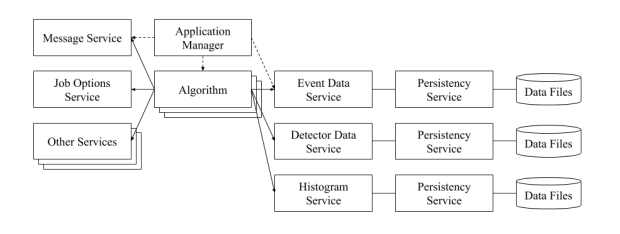 Message Service
Application
Manager
Job Options
Service
Algorithm
Event Data
Service
Persistency
Service
Data Files
Other Services
Detector Data
Service
Persistency
Service
Data Files
Histogram
Service
Persistency
Service
Data Files